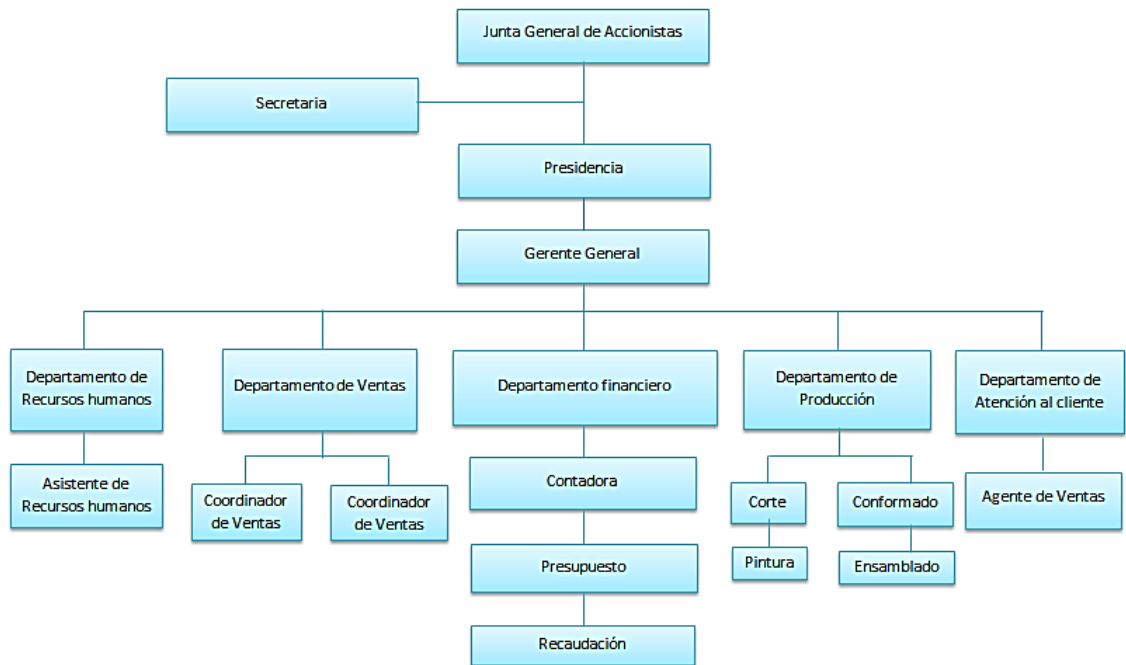 Junta General de Accionistas
Secretaria
Presidencia
Gerente General
Departamento de
Recursos humanos
Departamento de Ventas
Departamento financiero
Departamento de
Producción
Departamento de
Atención al cliente
Asistente de
Recursos humanos
Coordinador
de Ventas
Coordinador
de Ventas
Contadora
Corte
Conformado
Agente de Ventas
Pintura
Ensamblado
Presupuesto
Recaudación